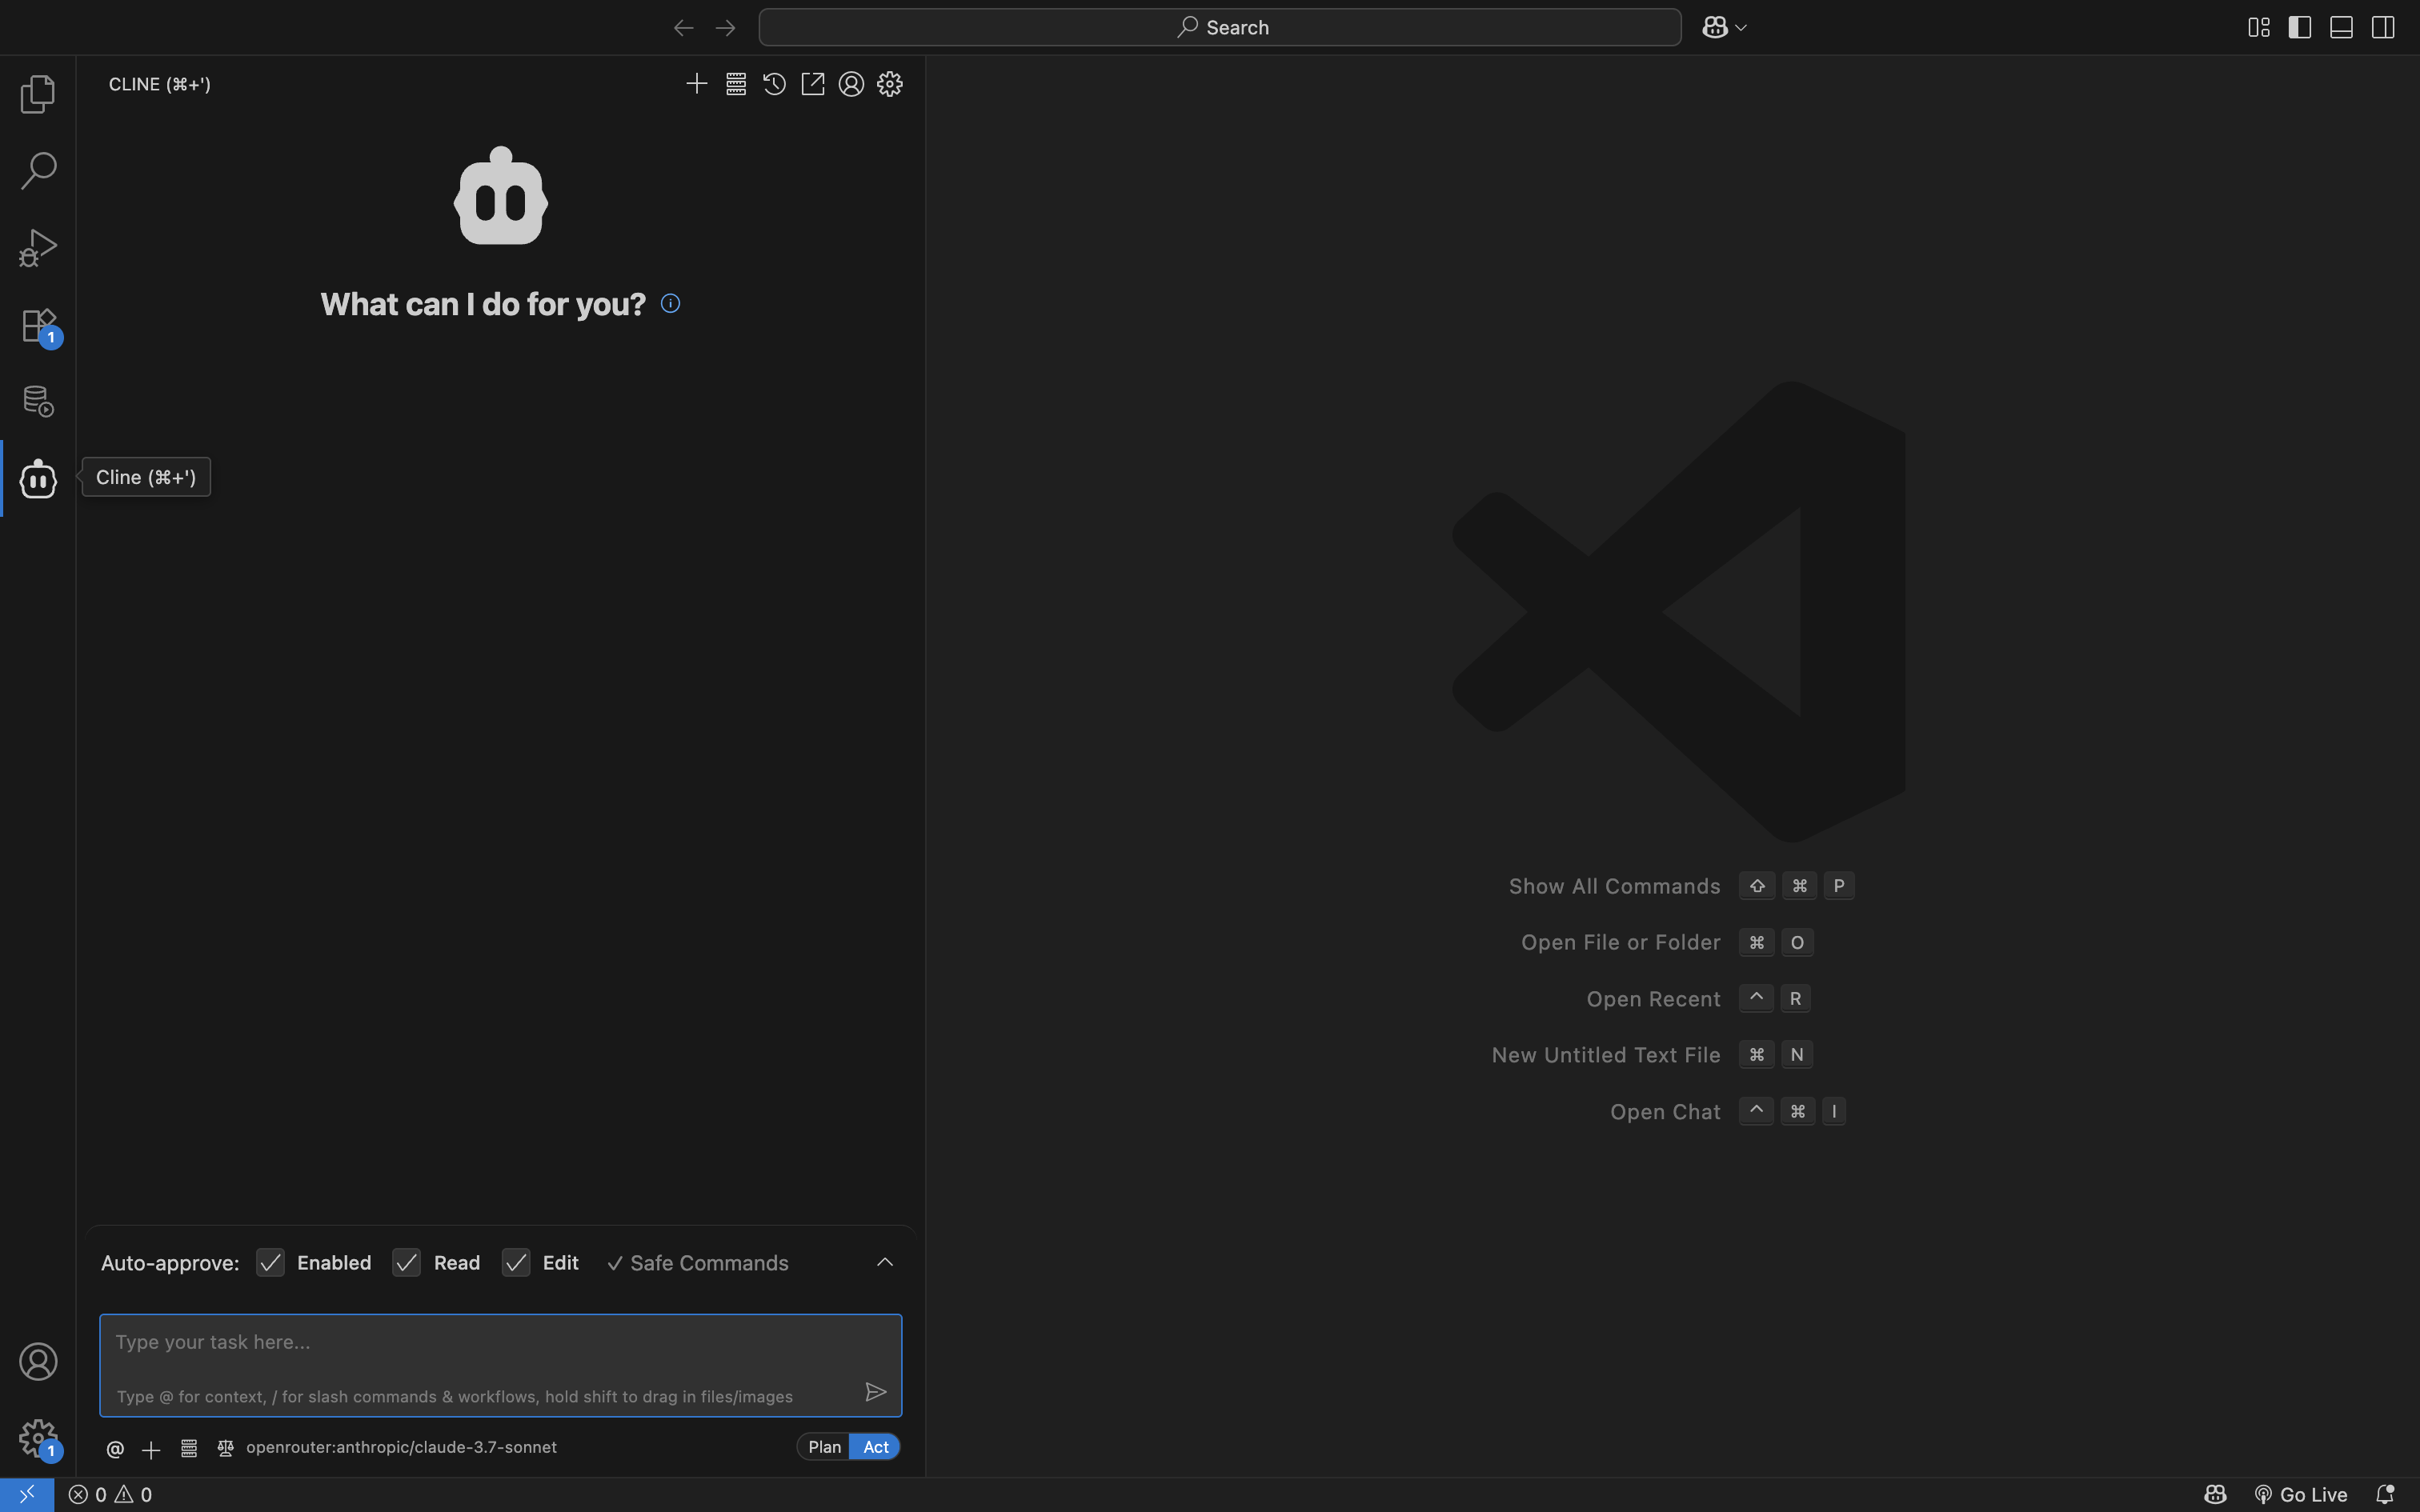 Search
CLINE (⌘+')
What can I do for you?
1
Cline (⌘+')
Show All Commands ⇧ ⌘ P
Open File or Folder ⌘ O
Open Recent ^ R
New Untitled Text File ⌘ N
Open Chat ^ ⌘ I
Auto-approve: Enabled Read Edit ✓ Safe Commands
Type your task here...
Type @ for context, / for slash commands & workflows, hold shift to drag in files/images
@ openrouter:anthropic/claude-3.7-sonnet Plan Act
1
0 0 Go Live